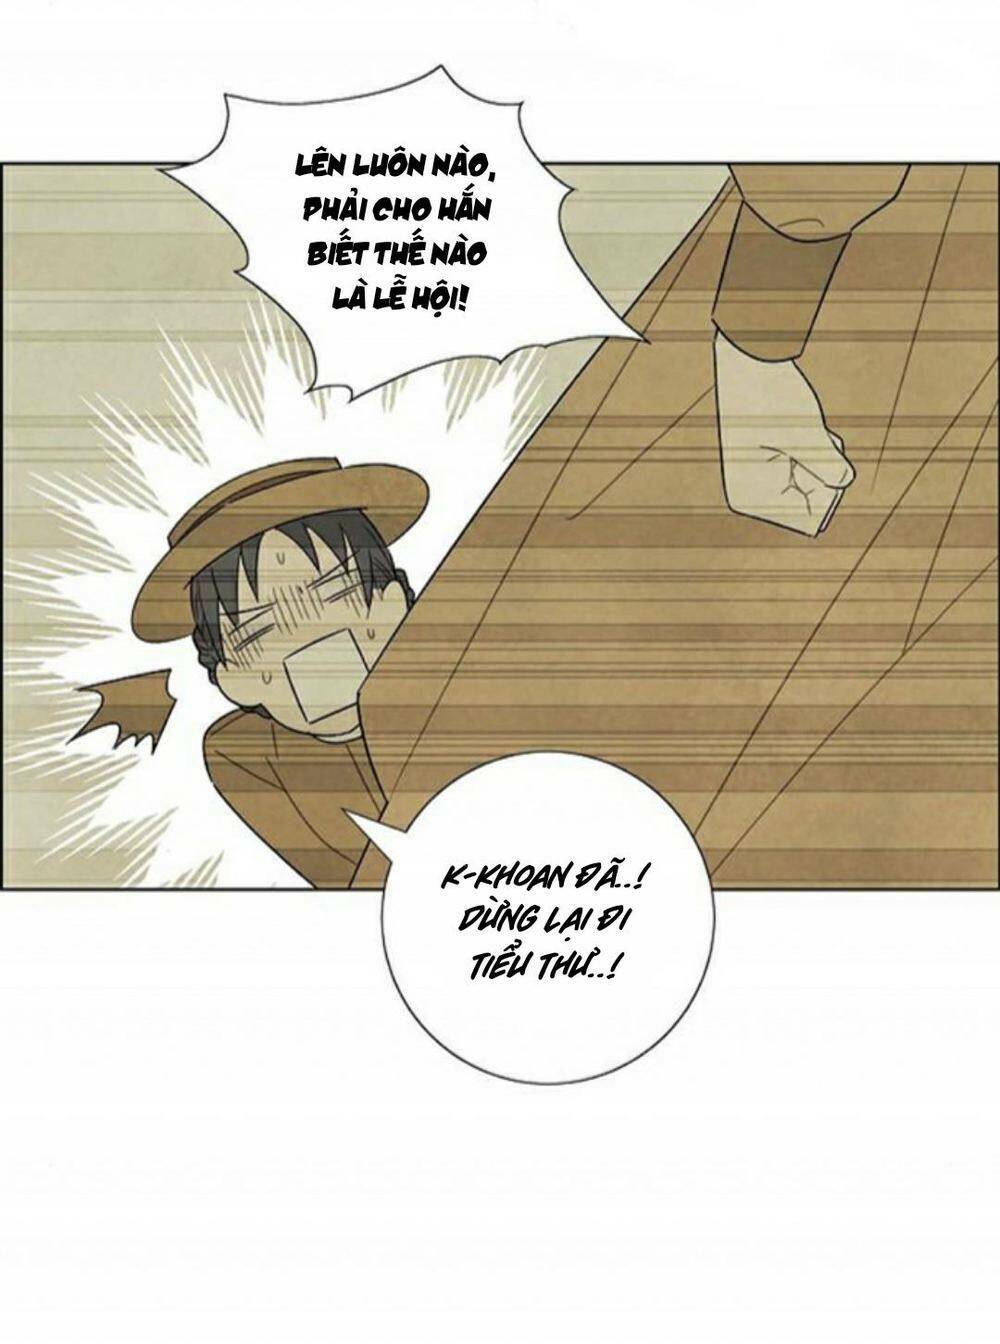 LÊN LUÔN NÀO,
PHẢI CHO HẮN
BIẾT THẾ NÀO
LÀ LỄ HỘI!
K-KHOAN ĐÃ..!
DỪNG LẠI ĐI
TIỂU THƯ..!